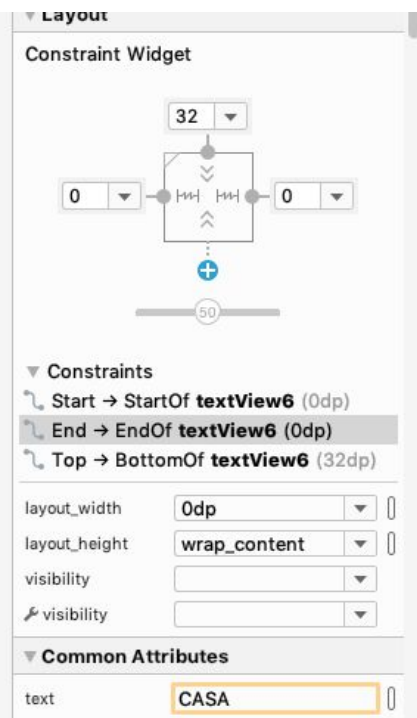 Layout
Constraint Widget
32
0
0
50
Constraints
Start → StartOf textView6 (0dp)
End → EndOf textView6 (0dp)
Top → BottomOf textView6 (32dp)
layout_width 0dp
layout_height wrap_content
visibility
visibility
Common Attributes
text CASA